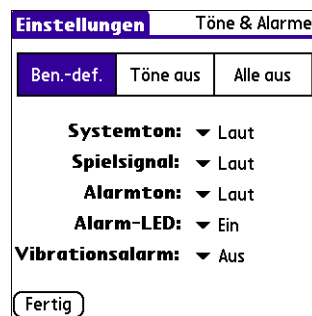 Einstellungen Töne & Alarme
Ben.-def. Töne aus Alle aus
Systemton: Laut
Spielsignal: Laut
Alarmton: Laut
Alarm-LED: Ein
Vibrationsalarm: Aus
Fertig